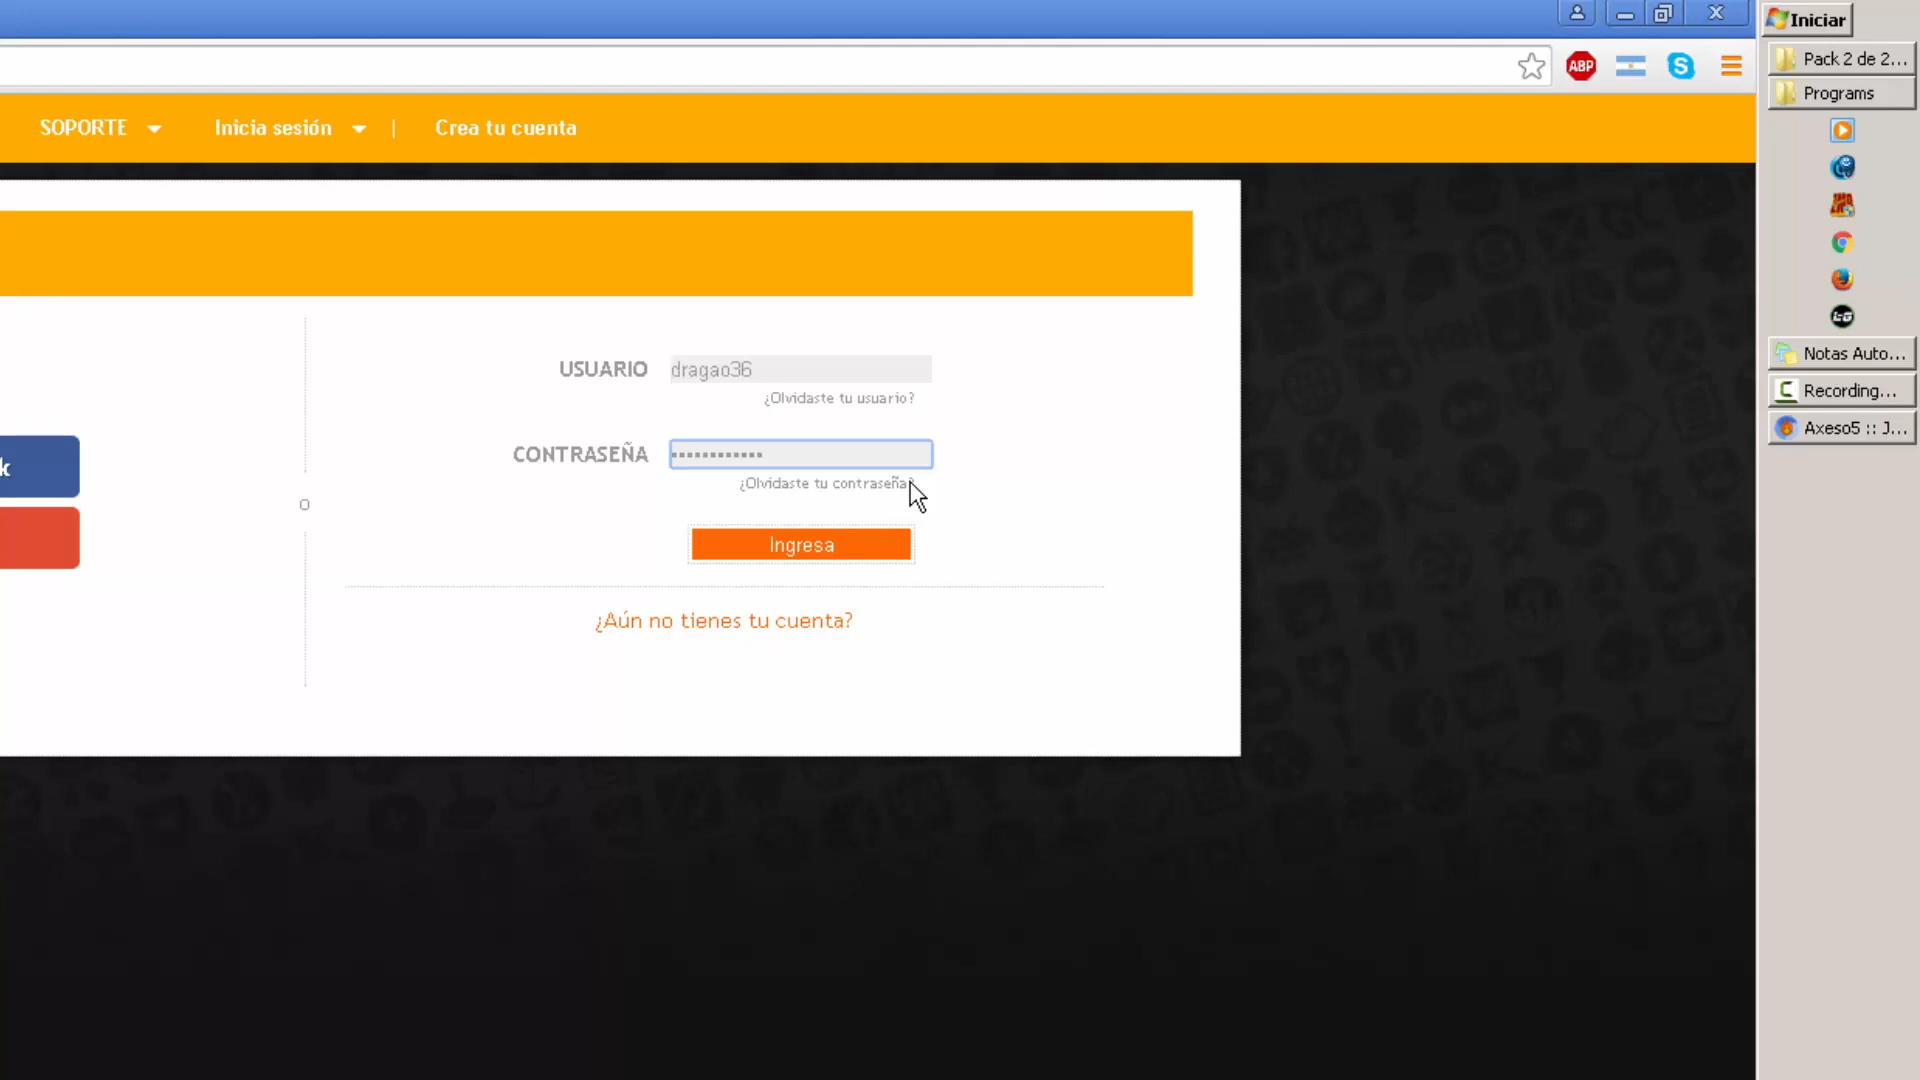 Iniciar
ABP
S
Pack 2 de 2...
Programs
SOPORTE
Inicia sesión |
Crea tu cuenta
Notas Auto...
USUARIO dragao36
¿Olvidaste tu usuario?
Recording...
Axeso5 :: J...
CONTRASEÑA ••••••••••••
¿Olvidaste tu contraseña?
k
O
Ingresa
¿Aún no tienes tu cuenta?